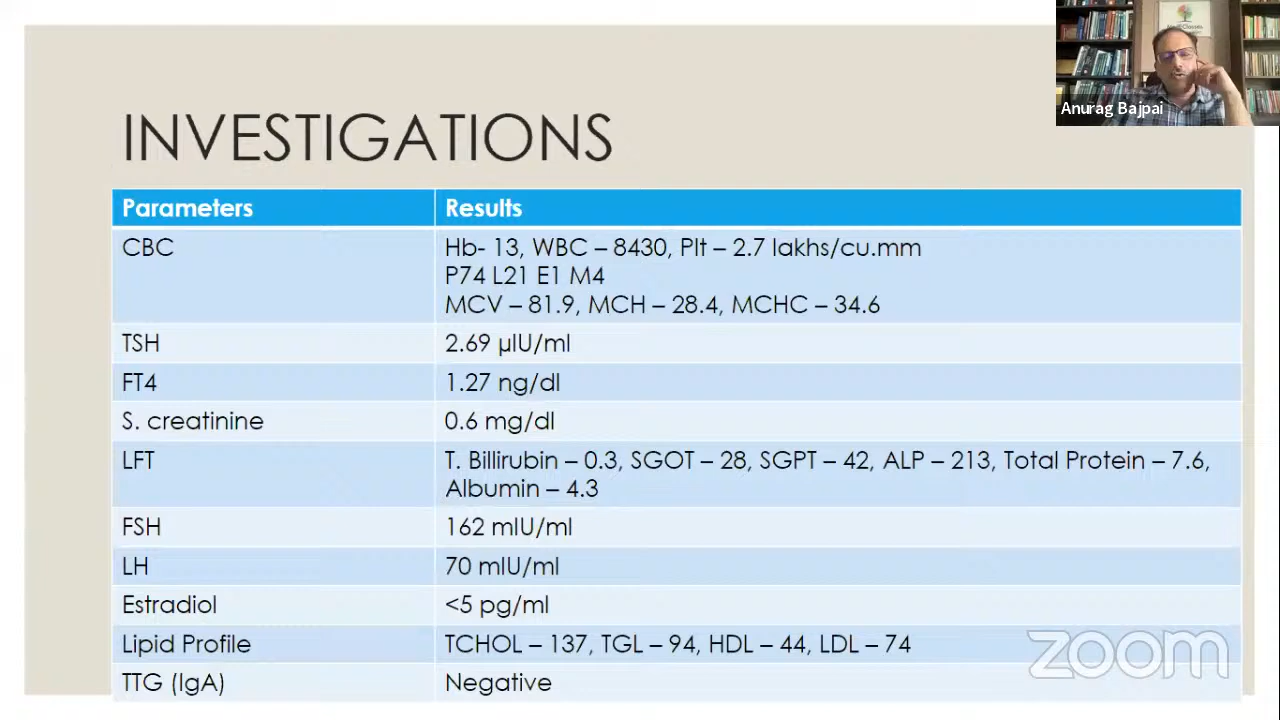 Anurag Bajpai
INVESTIGATIONS
Parameters Results
CBC Hb- 13, WBC – 8430, Plt – 2.7 lakhs/cu.mm
P74 L21 E1 M4
MCV – 81.9, MCH – 28.4, MCHC – 34.6
TSH 2.69 µIU/ml
FT4 1.27 ng/dl
S. creatinine 0.6 mg/dl
LFT T. Billirubin – 0.3, SGOT – 28, SGPT – 42, ALP – 213, Total Protein – 7.6,
Albumin – 4.3
FSH 162 mIU/ml
LH 70 mIU/ml
Estradiol <5 pg/ml
Lipid Profile TCHOL – 137, TGL – 94, HDL – 44, LDL – 74
TTG (IgA) Negative
zoom